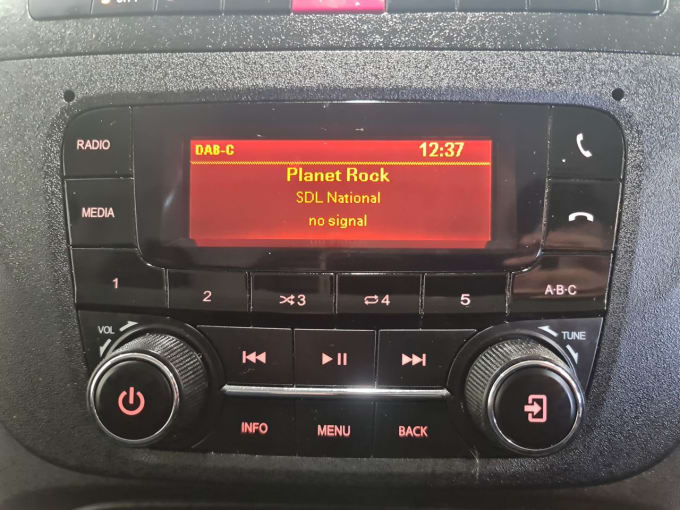 RADIO
DAB-C 12:37
Planet Rock
SDL National
no signal
MEDIA
1
2
3
4
5
A·B·C
VOL
TUNE
INFO
MENU
BACK